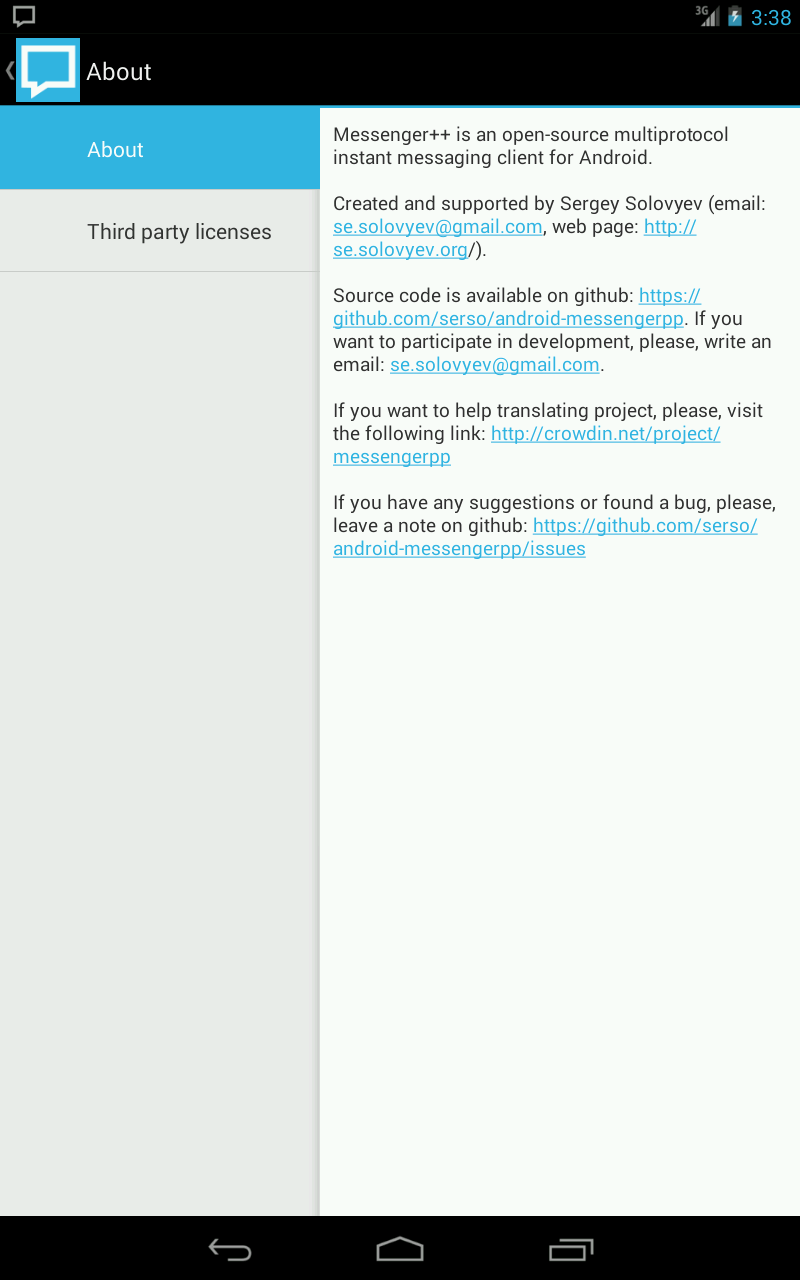 3G 3:38
About
About
Third party licenses
Messenger++ is an open-source multiprotocol
instant messaging client for Android.
Created and supported by Sergey Solovyev (email:
se.solovyev@gmail.com, web page: http://
se.solovyev.org/).
Source code is available on github: https://
github.com/serso/android-messengerpp. If you
want to participate in development, please, write an
email: se.solovyev@gmail.com.
If you want to help translating project, please, visit
the following link: http://crowdin.net/project/
messengerpp
If you have any suggestions or found a bug, please,
leave a note on github: https://github.com/serso/
android-messengerpp/issues